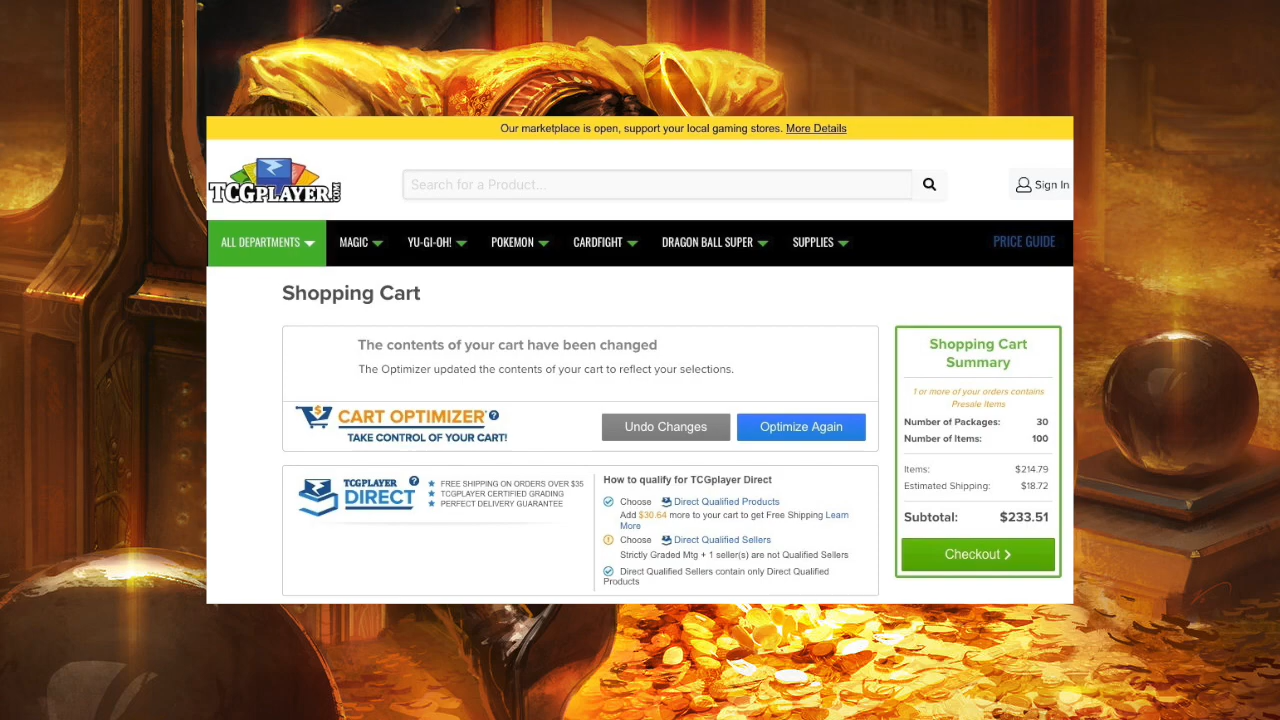 Our marketplace is open, support your local gaming stores. More Details
TCGPLAYER.COM
Search for a Product...
Sign In
ALL DEPARTMENTS
MAGIC
YU-GI-OH!
POKEMON
CARDFIGHT
DRAGON BALL SUPER
SUPPLIES
PRICE GUIDE
Shopping Cart
The contents of your cart have been changed
The Optimizer updated the contents of your cart to reflect your selections.
CART OPTIMIZER ?
TAKE CONTROL OF YOUR CART!
Undo Changes
Optimize Again
TCGPLAYER ?
DIRECT
FREE SHIPPING ON ORDERS OVER $35
TCGPLAYER CERTIFIED GRADING
PERFECT DELIVERY GUARANTEE
How to qualify for TCGplayer Direct
Choose Direct Qualified Products
Add $30.64 more to your cart to get Free Shipping Learn
More
Choose Direct Qualified Sellers
Strictly Graded Mtg + 1 seller(s) are not Qualified Sellers
Direct Qualified Sellers contain only Direct Qualified
Products
Shopping Cart
Summary
1 or more of your orders contains
Presale Items
Number of Packages: 30
Number of Items: 100
Items: $214.79
Estimated Shipping: $18.72
Subtotal: $233.51
Checkout